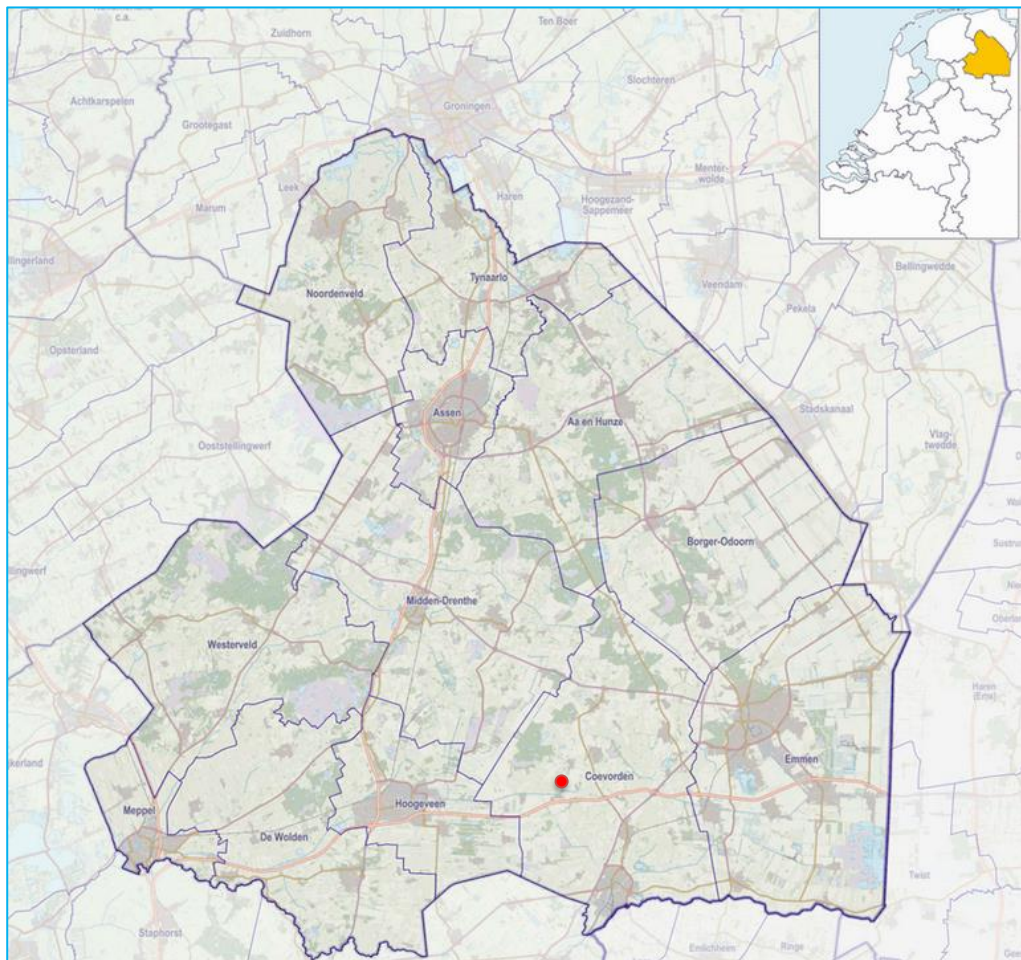 Zuidhorn
Ten Boer
Slochteren
Achtkarspelen
Groningen
Grootegast
Menter-
wolde
Leek
Haren
Hoogezand-
Sappemeer
Marum
Bellingwedde
Tynaarlo
Veendam
Noordenveld
Pekela
Opsterland
Assen
Stadskanaal
Aa en Hunze
Ooststellingwerf
Vlag-
twedde
Borger-Odoorn
Midden-Drenthe
Westerveld
Haren
(Ems)
Emmen
Coevorden
Hoogeveen
Meppel
De Wolden
Twist
Staphorst
Emlichheim
Ringe